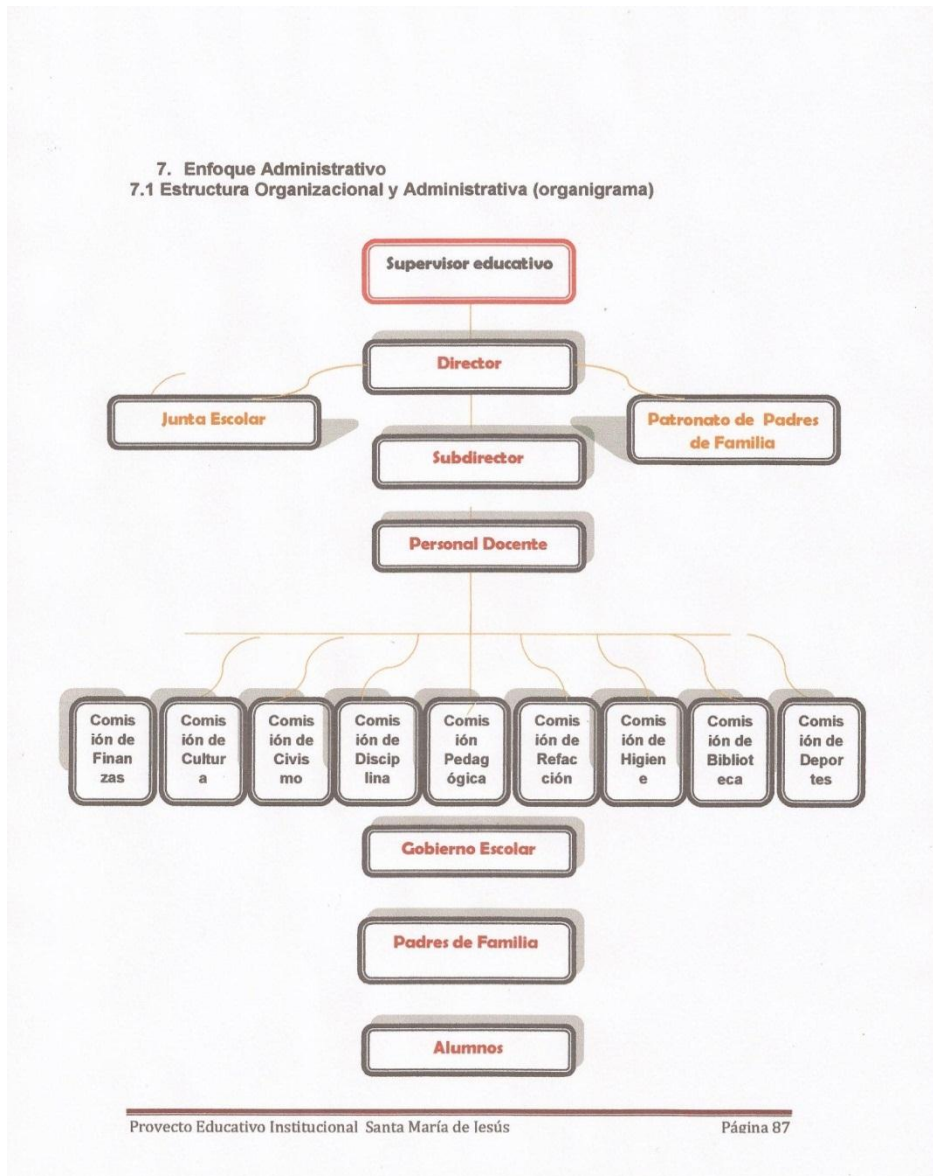 7. Enfoque Administrativo
7.1 Estructura Organizacional y Administrativa (organigrama)
Supervisor educativo
Director
Junta Escolar
Patronato de Padres
de Familia
Subdirector
Personal Docente
Comis
ión de
Finan
zas
Comis
ión de
Cultur
a
Comis
ión de
Civis
mo
Comis
ión de
Discip
lina
Comis
ión
Pedag
ógica
Comis
ión de
Refac
ción
Comis
ión de
Higien
e
Comis
ión de
Bibliot
eca
Comis
ión de
Depor
tes
Gobierno Escolar
Padres de Familia
Alumnos
Proyecto Educativo Institucional Santa María de Jesús Página 87